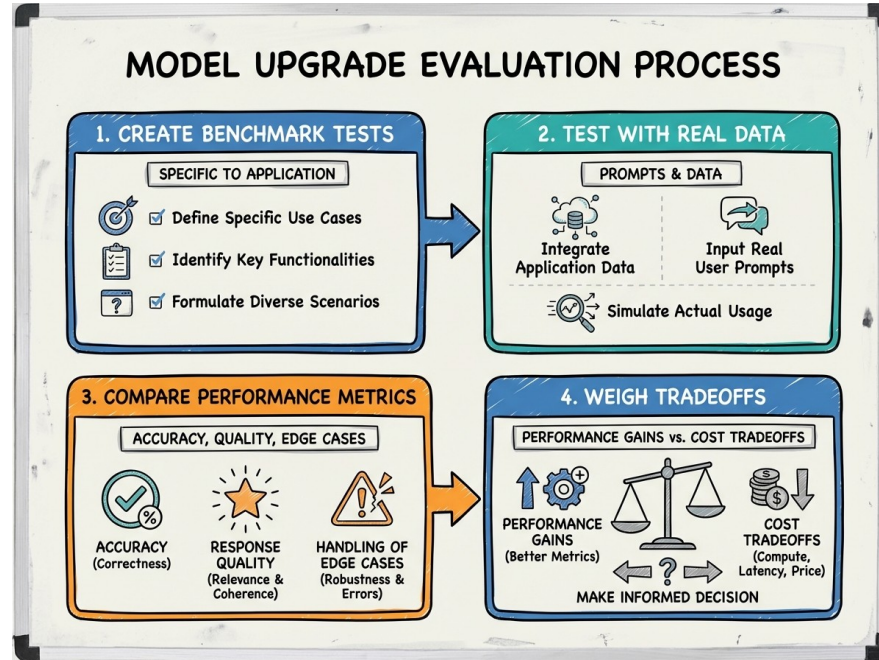 MODEL UPGRADE EVALUATION PROCESS
1. CREATE BENCHMARK TESTS
SPECIFIC TO APPLICATION
Define Specific Use Cases
Identify Key Functionalities
?
Formulate Diverse Scenarios
2. TEST WITH REAL DATA
PROMPTS & DATA
Integrate
Application Data
Input Real
User Prompts
Simulate Actual Usage
3. COMPARE PERFORMANCE METRICS
ACCURACY, QUALITY, EDGE CASES
%
ACCURACY
(Correctness)
RESPONSE
QUALITY
(Relevance &
Coherence)
!
HANDLING OF
EDGE CASES
(Robustness &
Errors)
4. WEIGH TRADEOFFS
PERFORMANCE GAINS vs. COST TRADEOFFS
+
PERFORMANCE
GAINS
(Better Metrics)
$
$
COST
TRADEOFFS
(Compute,
Latency, Price)
?
MAKE INFORMED DECISION